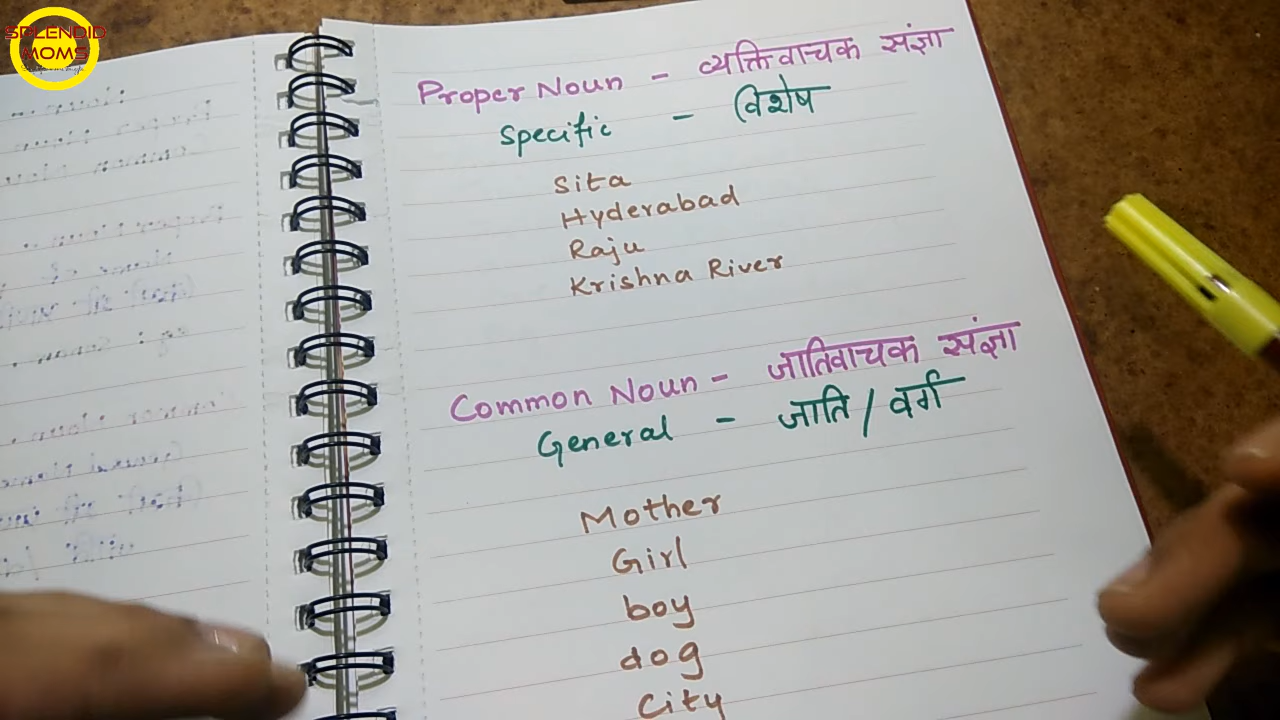 SPLENDID
MOMS
Proper Noun - व्यक्तिवाचक संज्ञा
Specific - विशेष
Sita
Hyderabad
Raju
Krishna River
Common Noun - जातिवाचक संज्ञा
General - जाति / वर्ग
Mother
Girl
boy
dog
City